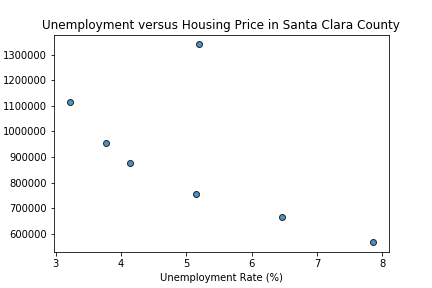 Unemployment versus Housing Price in Santa Clara County
1300000
1200000
1100000
1000000
900000
800000
700000
600000
3 4 5 6 7 8
Unemployment Rate (%)